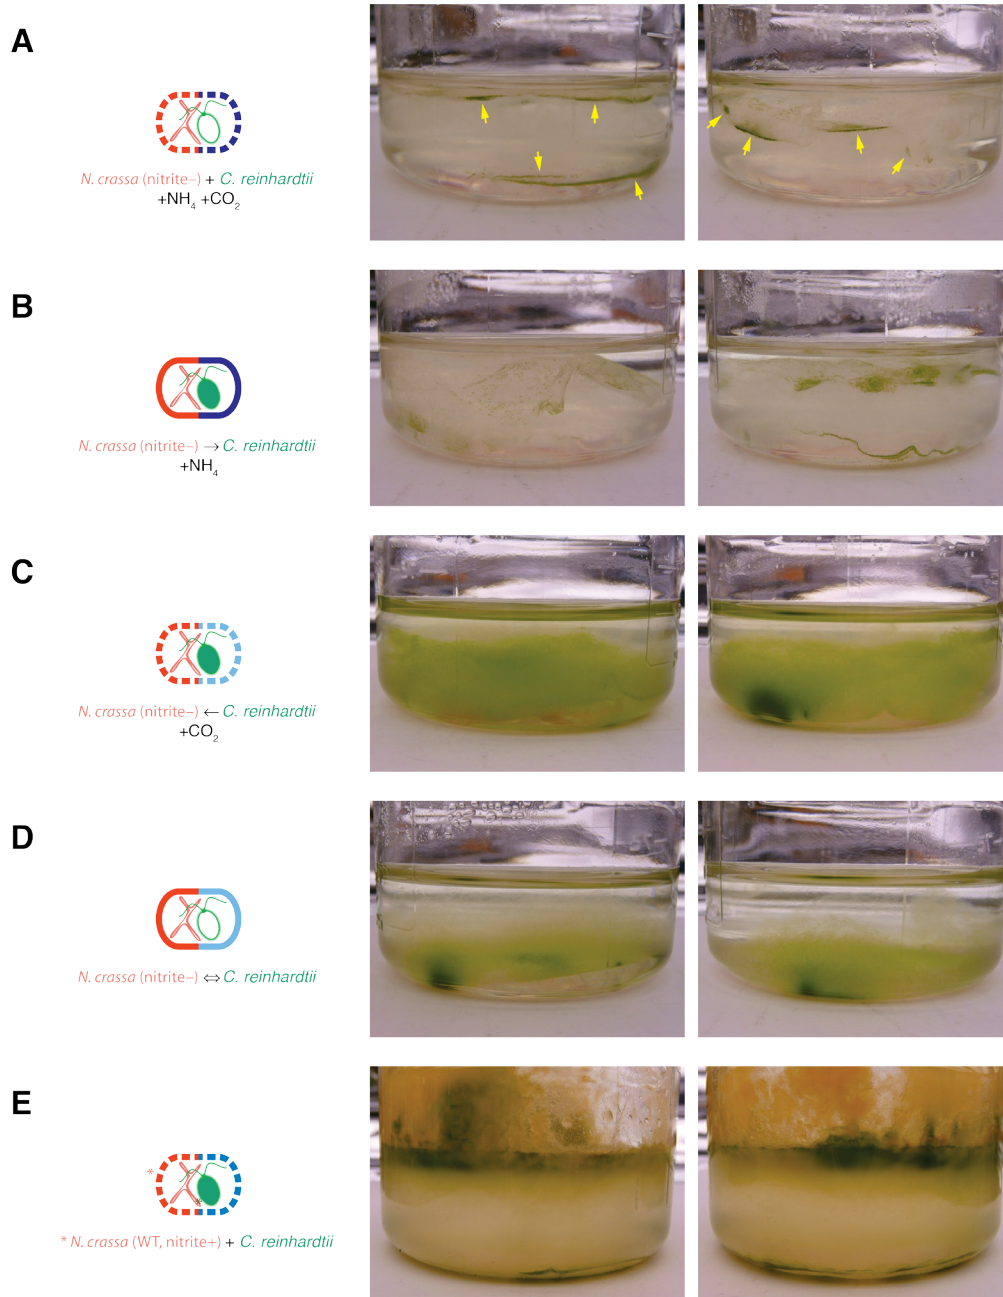 A
N. crassa (nitrite–) + C. reinhardtii
+NH4 +CO2
B
N. crassa (nitrite–) → C. reinhardtii
+NH4
C
N. crassa (nitrite–) ← C. reinhardtii
+CO2
D
N. crassa (nitrite–) ⇔ C. reinhardtii
E
*
*
* N. crassa (WT, nitrite+) + C. reinhardtii